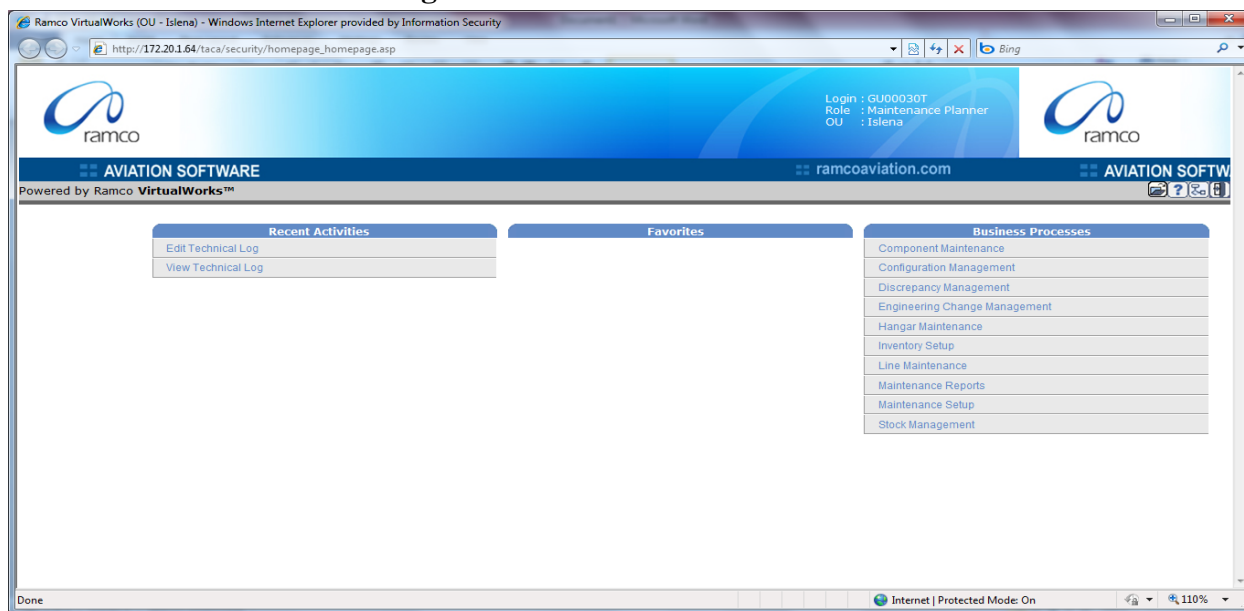 Ramco VirtualWorks (OU - Islena) - Windows Internet Explorer provided by Information Security
http://172.20.1.64/taca/security/homepage_homepage.asp
Bing
ramco
Login : GU00030T
Role : Maintenance Planner
OU : Islena
ramco
AVIATION SOFTWARE
ramcoaviation.com
AVIATION SOFTW
Powered by Ramco VirtualWorks™
Recent Activities
Edit Technical Log
View Technical Log
Favorites
Business Processes
Component Maintenance
Configuration Management
Discrepancy Management
Engineering Change Management
Hangar Maintenance
Inventory Setup
Line Maintenance
Maintenance Reports
Maintenance Setup
Stock Management
Done
Internet | Protected Mode: On
110%